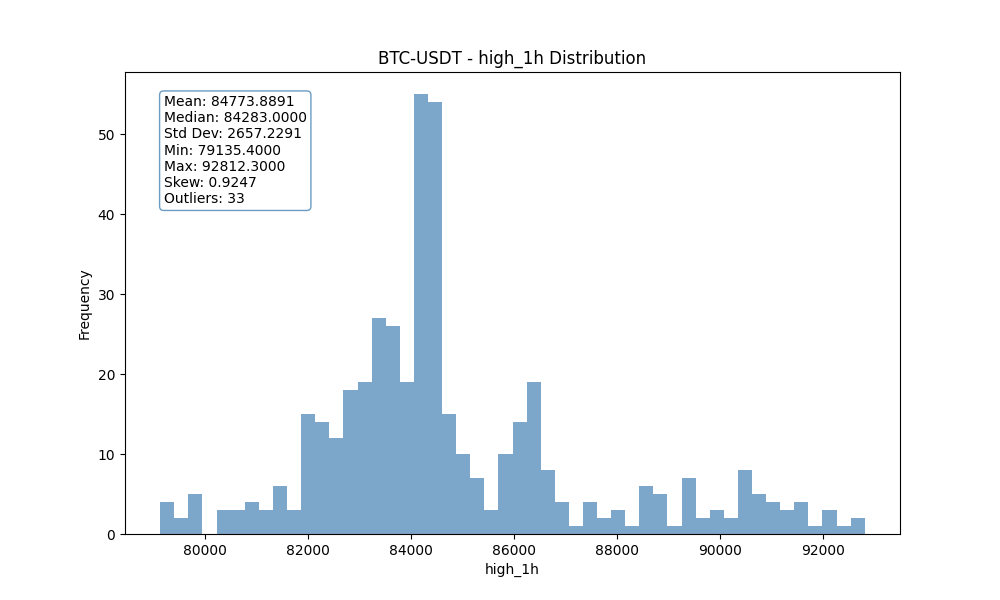 BTC-USDT - high_1h Distribution
Mean: 84773.8891
Median: 84283.0000
Std Dev: 2657.2291
Min: 79135.4000
Max: 92812.3000
Skew: 0.9247
Outliers: 33
Frequency
50
40
30
20
10
0
80000 82000 84000 86000 88000 90000 92000
high_1h